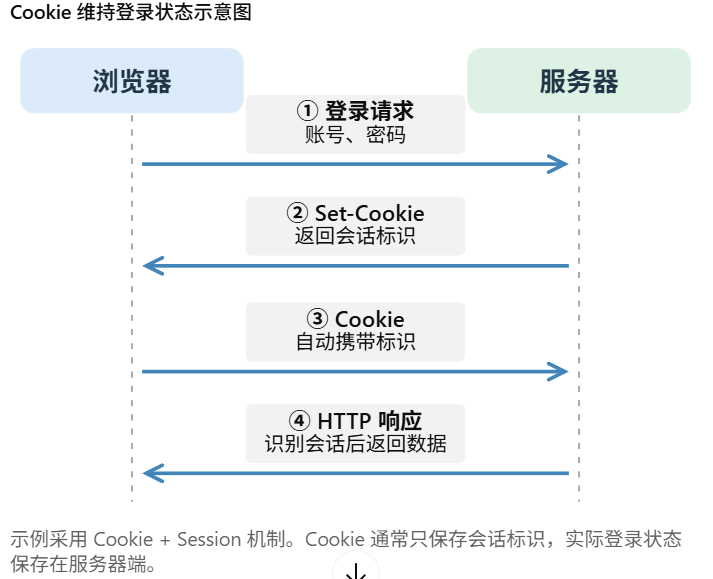 Cookie 维持登录状态示意图
浏览器
服务器
① 登录请求
账号、密码
② Set-Cookie
返回会话标识
③ Cookie
自动携带标识
④ HTTP 响应
识别会话后返回数据
示例采用 Cookie + Session 机制。Cookie 通常只保存会话标识，实际登录状态
保存在服务器端。